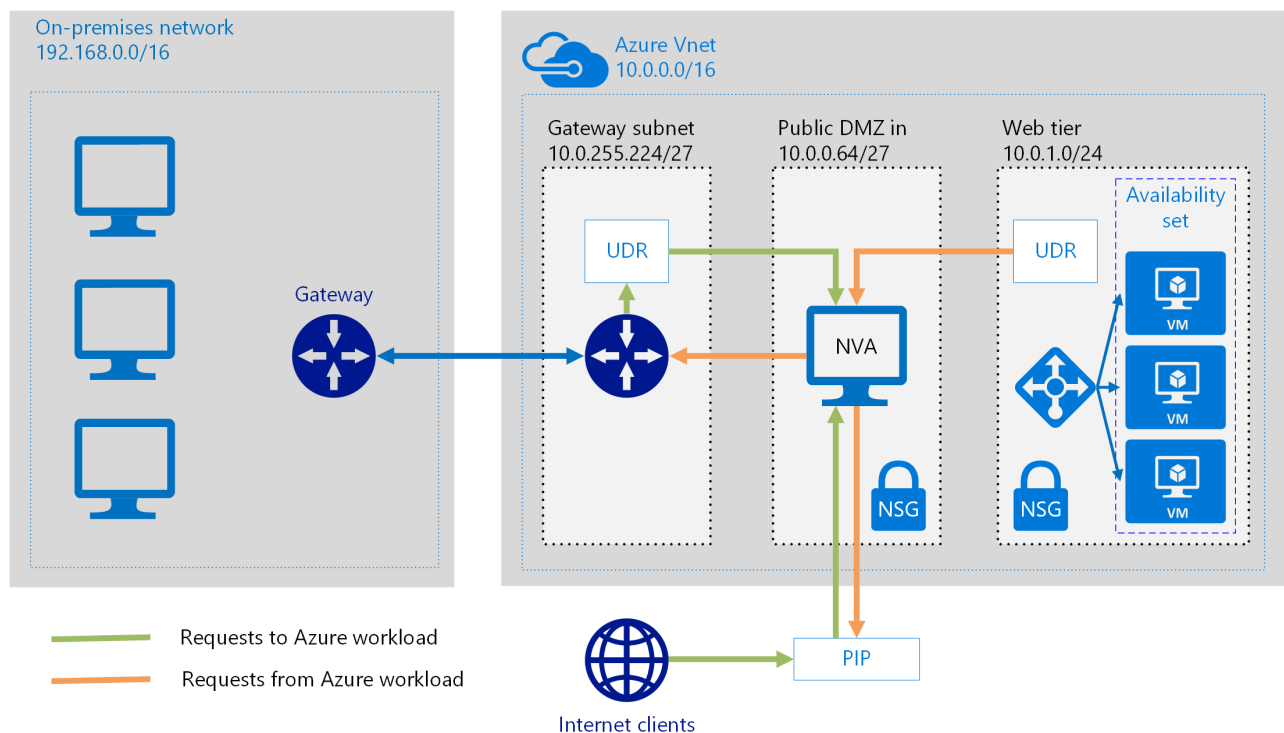 On-premises network
192.168.0.0/16
Gateway
Azure Vnet
10.0.0.0/16
Gateway subnet
10.0.255.224/27
UDR
Public DMZ in
10.0.0.64/27
NVA
NSG
Web tier
10.0.1.0/24
UDR
NSG
Availability
set
VM
VM
VM
Requests to Azure workload
Requests from Azure workload
Internet clients
PIP